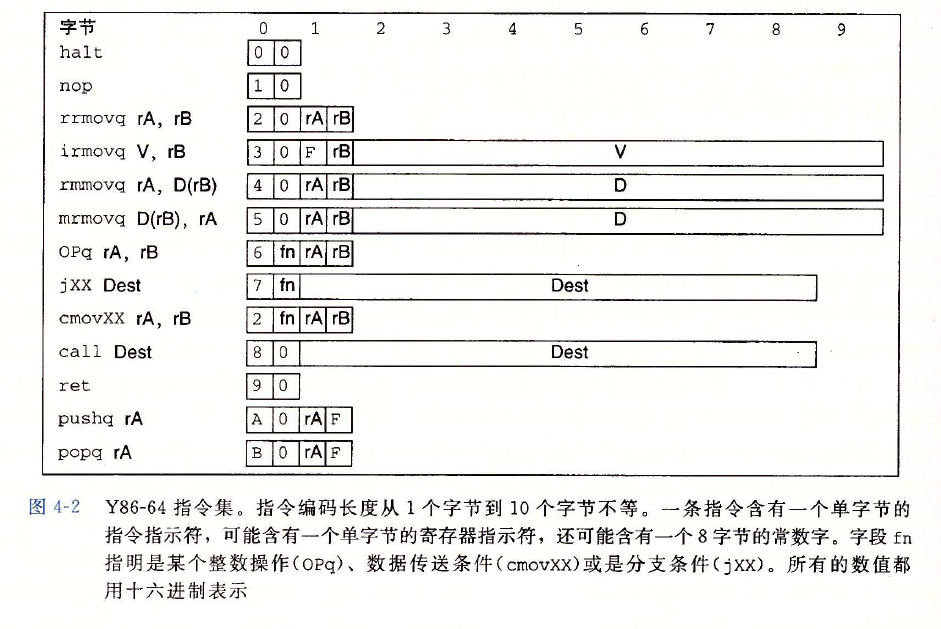 字节 0 1 2 3 4 5 6 7 8 9
halt 0 0
nop 1 0
rrmovq rA, rB 2 0 rA rB
irmovq V, rB 3 0 F rB V
rmmovq rA, D(rB) 4 0 rA rB D
mrmovq D(rB), rA 5 0 rA rB D
OPq rA, rB 6 fn rA rB
jXX Dest 7 fn Dest
cmovXX rA, rB 2 fn rA rB
call Dest 8 0 Dest
ret 9 0
pushq rA A 0 rA F
popq rA B 0 rA F
图 4-2 Y86-64 指令集。指令编码长度从 1 个字节到 10 个字节不等。一条指令含有一个单字节的
指令指示符，可能含有一个单字节的寄存器指示符，还可能含有一个 8 字节的常数字。字段 fn
指明是某个整数操作(OPq)、数据传送条件(cmovXX)或是分支条件(jXX)。所有的数值都
用十六进制表示